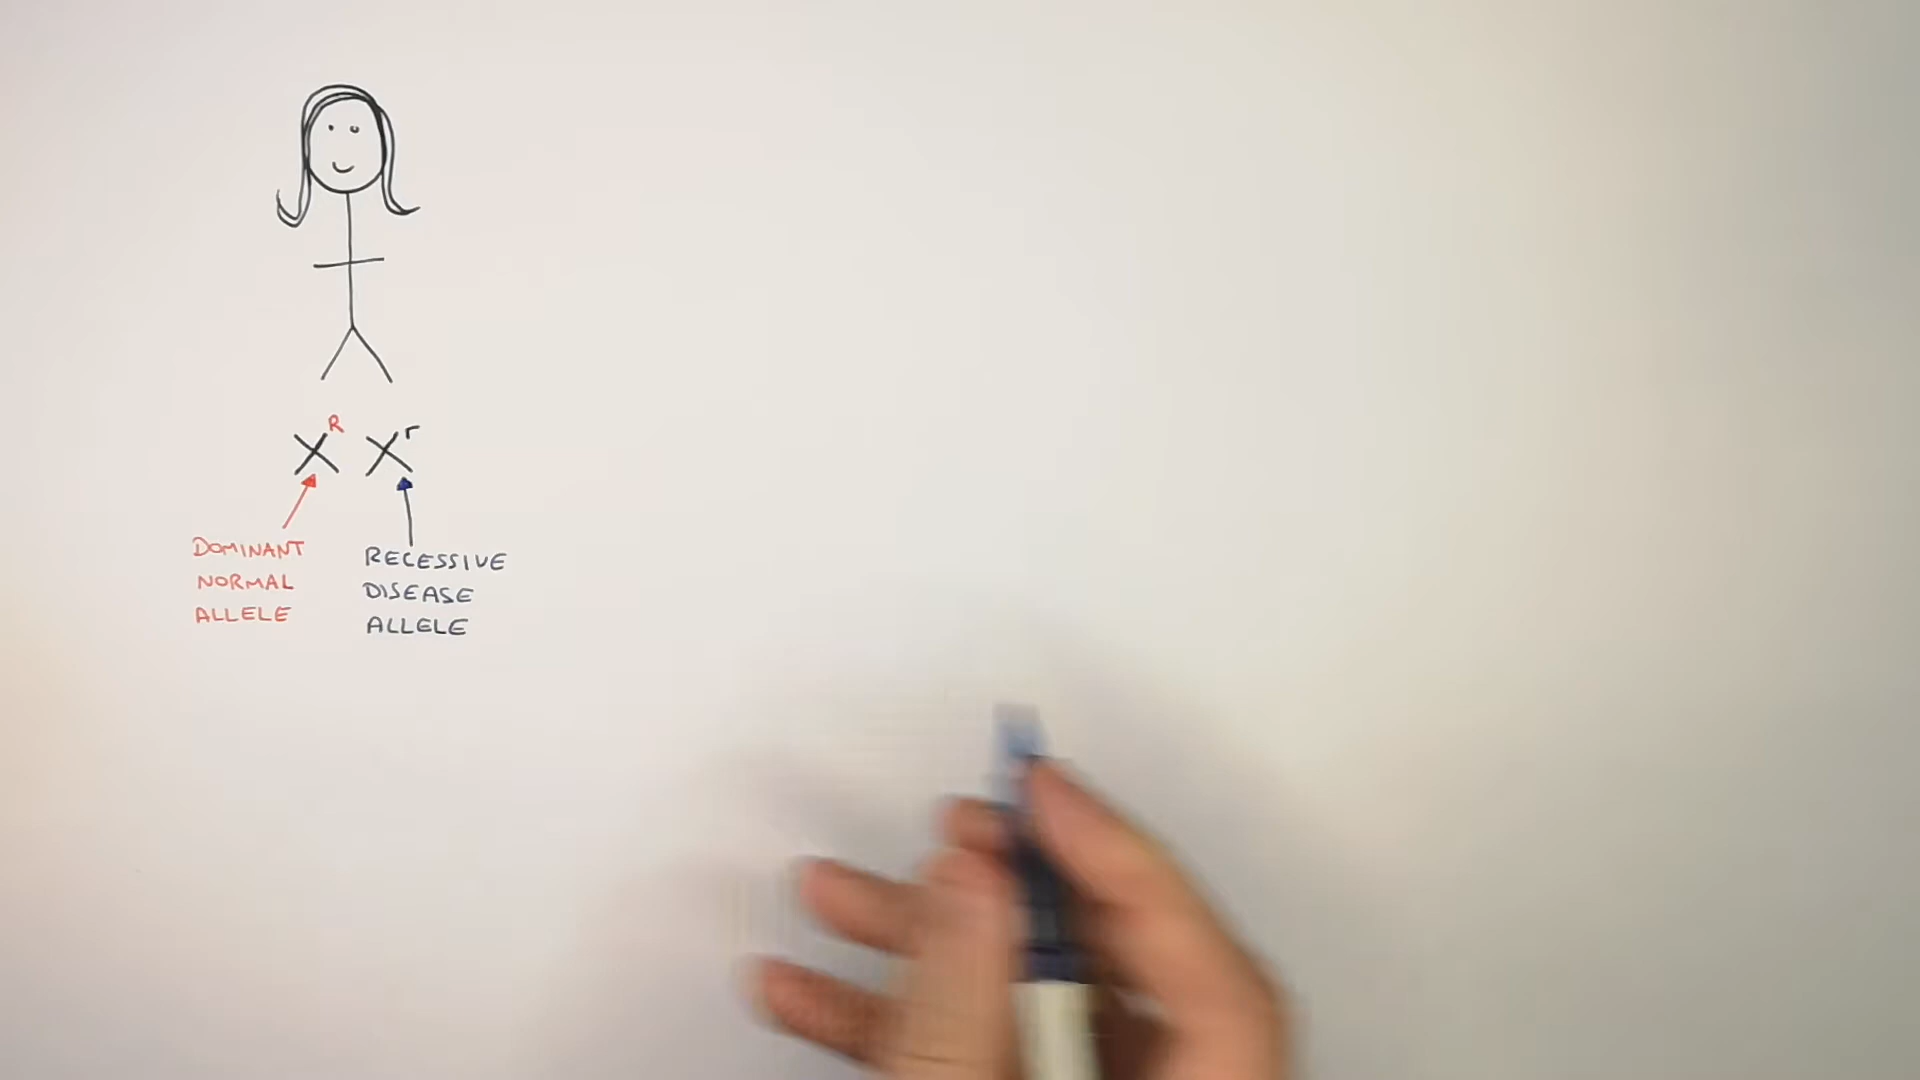 X^R X^r
DOMINANT
NORMAL
ALLELE
RECESSIVE
DISEASE
ALLELE